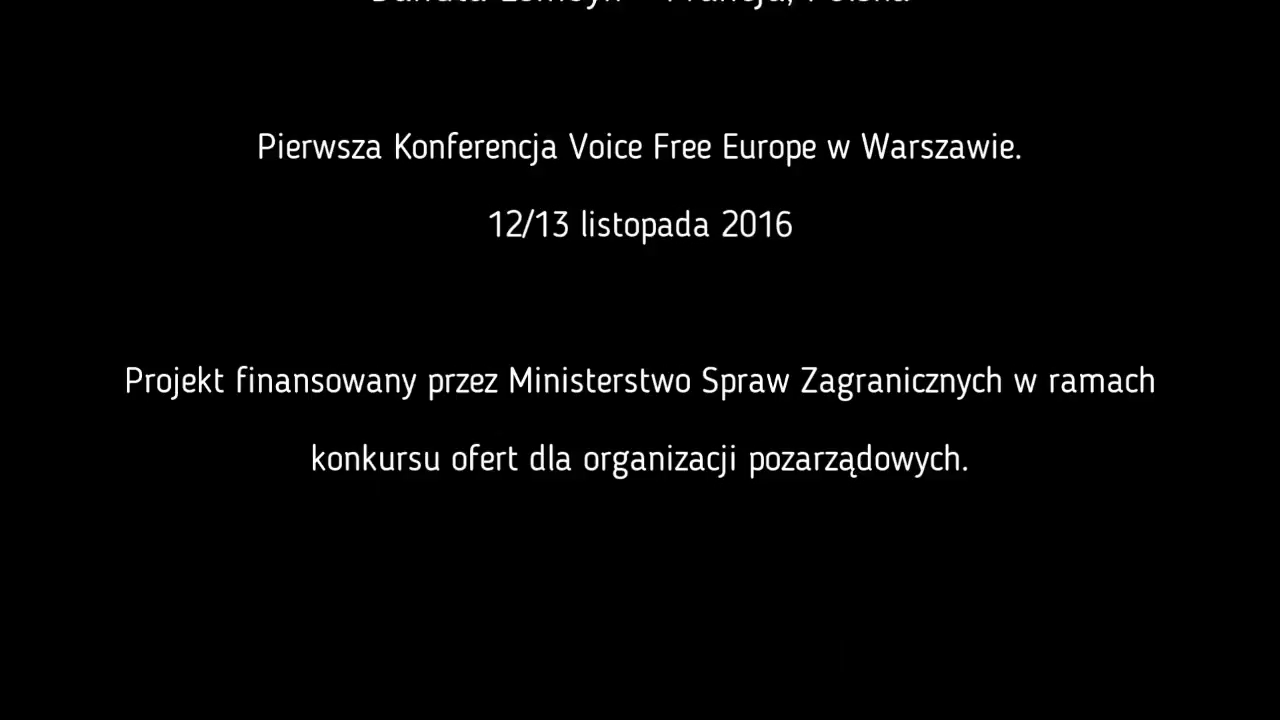 Pierwsza Konferencja Voice Free Europe w Warszawie.
12/13 listopada 2016
Projekt finansowany przez Ministerstwo Spraw Zagranicznych w ramach
konkursu ofert dla organizacji pozarządowych.